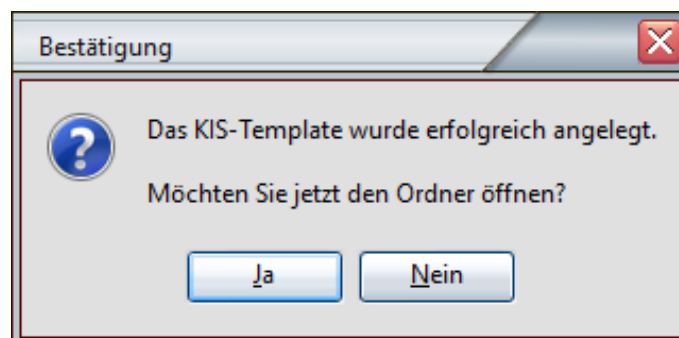 Bestätigung
Das KIS-Template wurde erfolgreich angelegt.
Möchten Sie jetzt den Ordner öffnen?
Ja
Nein